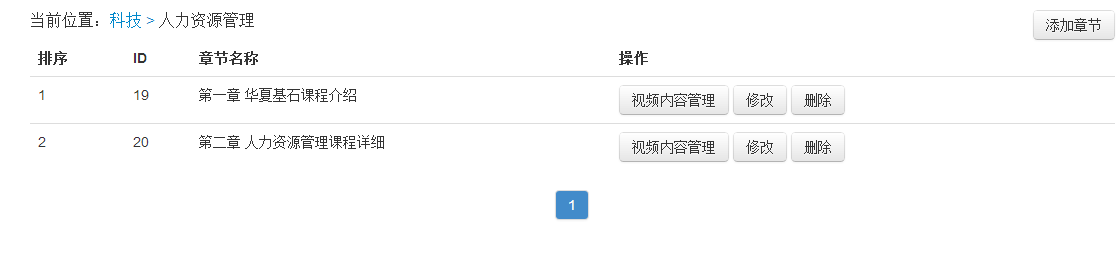 当前位置：科技 > 人力资源管理
添加章节
排序 ID 章节名称 操作
1 19 第一章 华夏基石课程介绍 视频内容管理 修改 删除
2 20 第二章 人力资源管理课程详细 视频内容管理 修改 删除
1